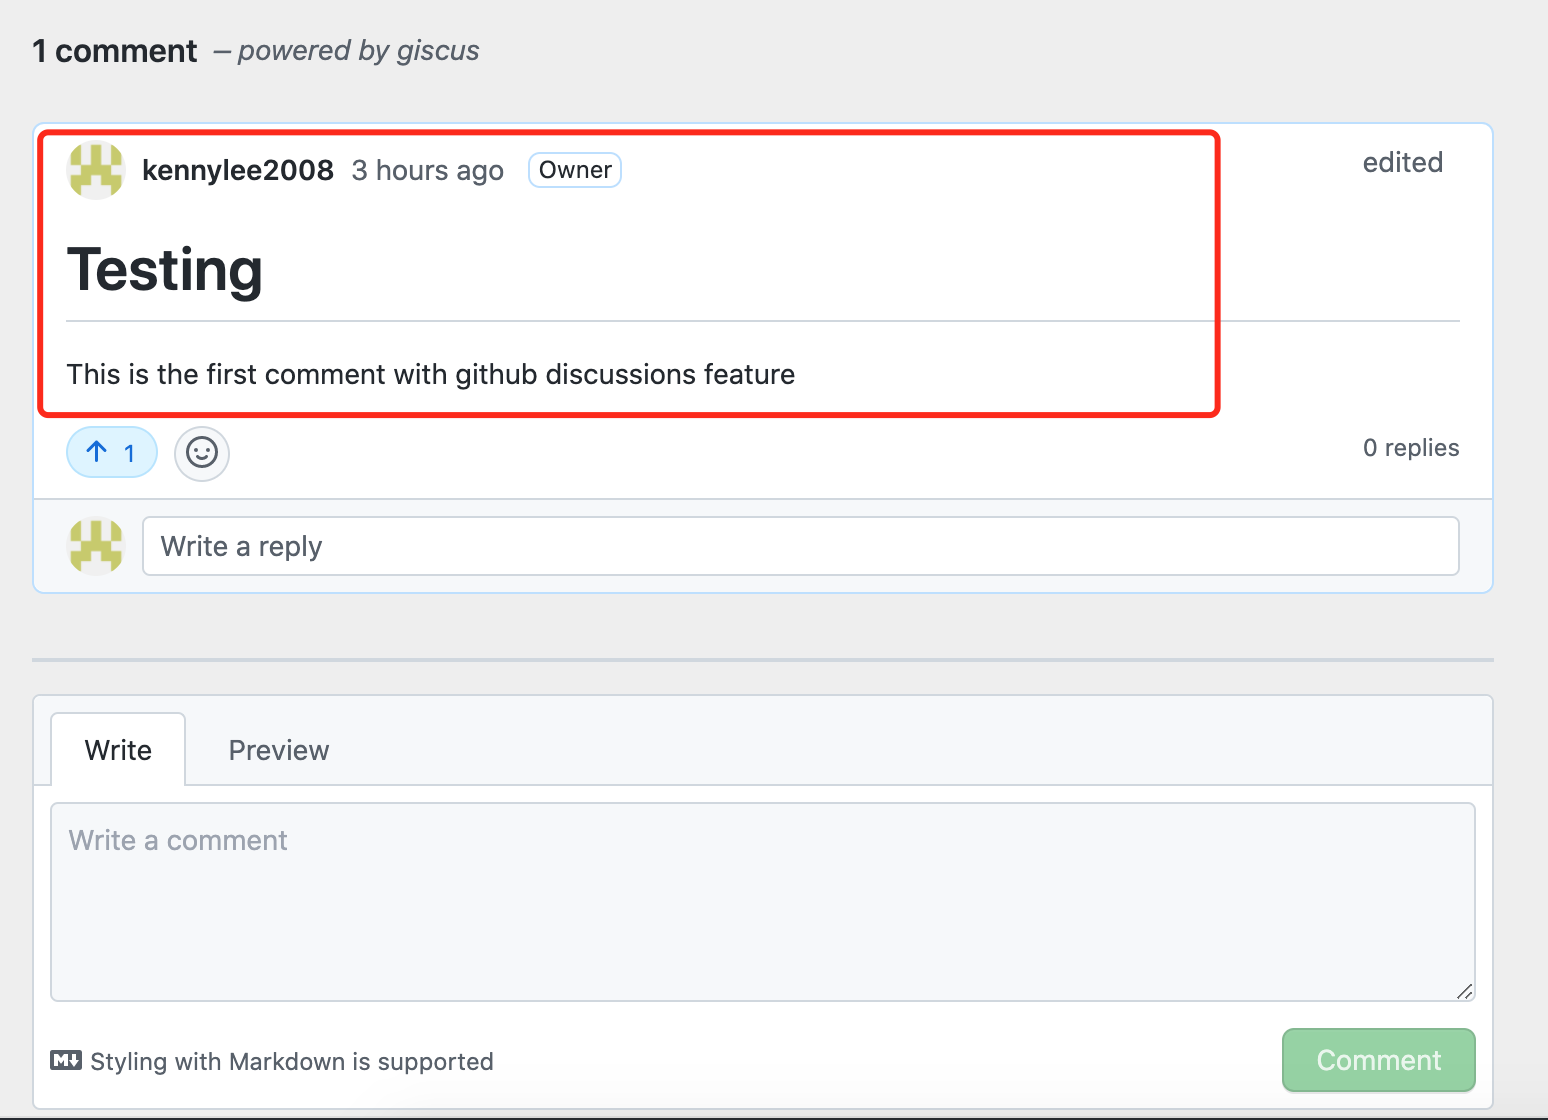 1 comment – powered by giscus
kennylee2008 3 hours ago Owner edited
Testing
This is the first comment with github discussions feature
1 0 replies
Write a reply
Write Preview
Write a comment
M Styling with Markdown is supported Comment